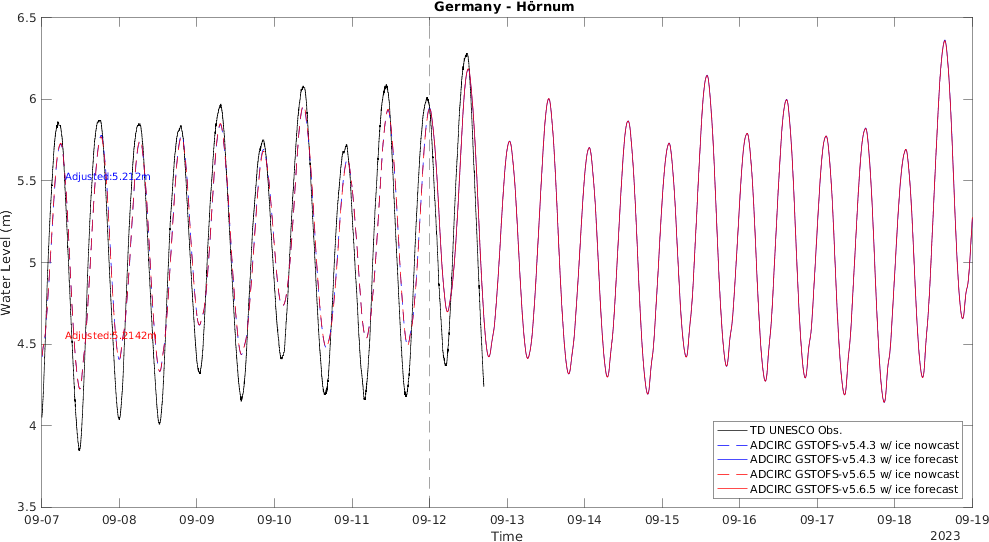 Germany - Hörnum
6.5
6
5.5
5
4.5
4
3.5
Water Level (m)
Adjusted:5.212m
Adjusted:5.2142m
TD UNESCO Obs.
ADCIRC GSTOFS-v5.4.3 w/ ice nowcast
ADCIRC GSTOFS-v5.4.3 w/ ice forecast
ADCIRC GSTOFS-v5.6.5 w/ ice nowcast
ADCIRC GSTOFS-v5.6.5 w/ ice forecast
09-07 09-08 09-09 09-10 09-11 09-12 09-13 09-14 09-15 09-16 09-17 09-18 09-19
Time
2023